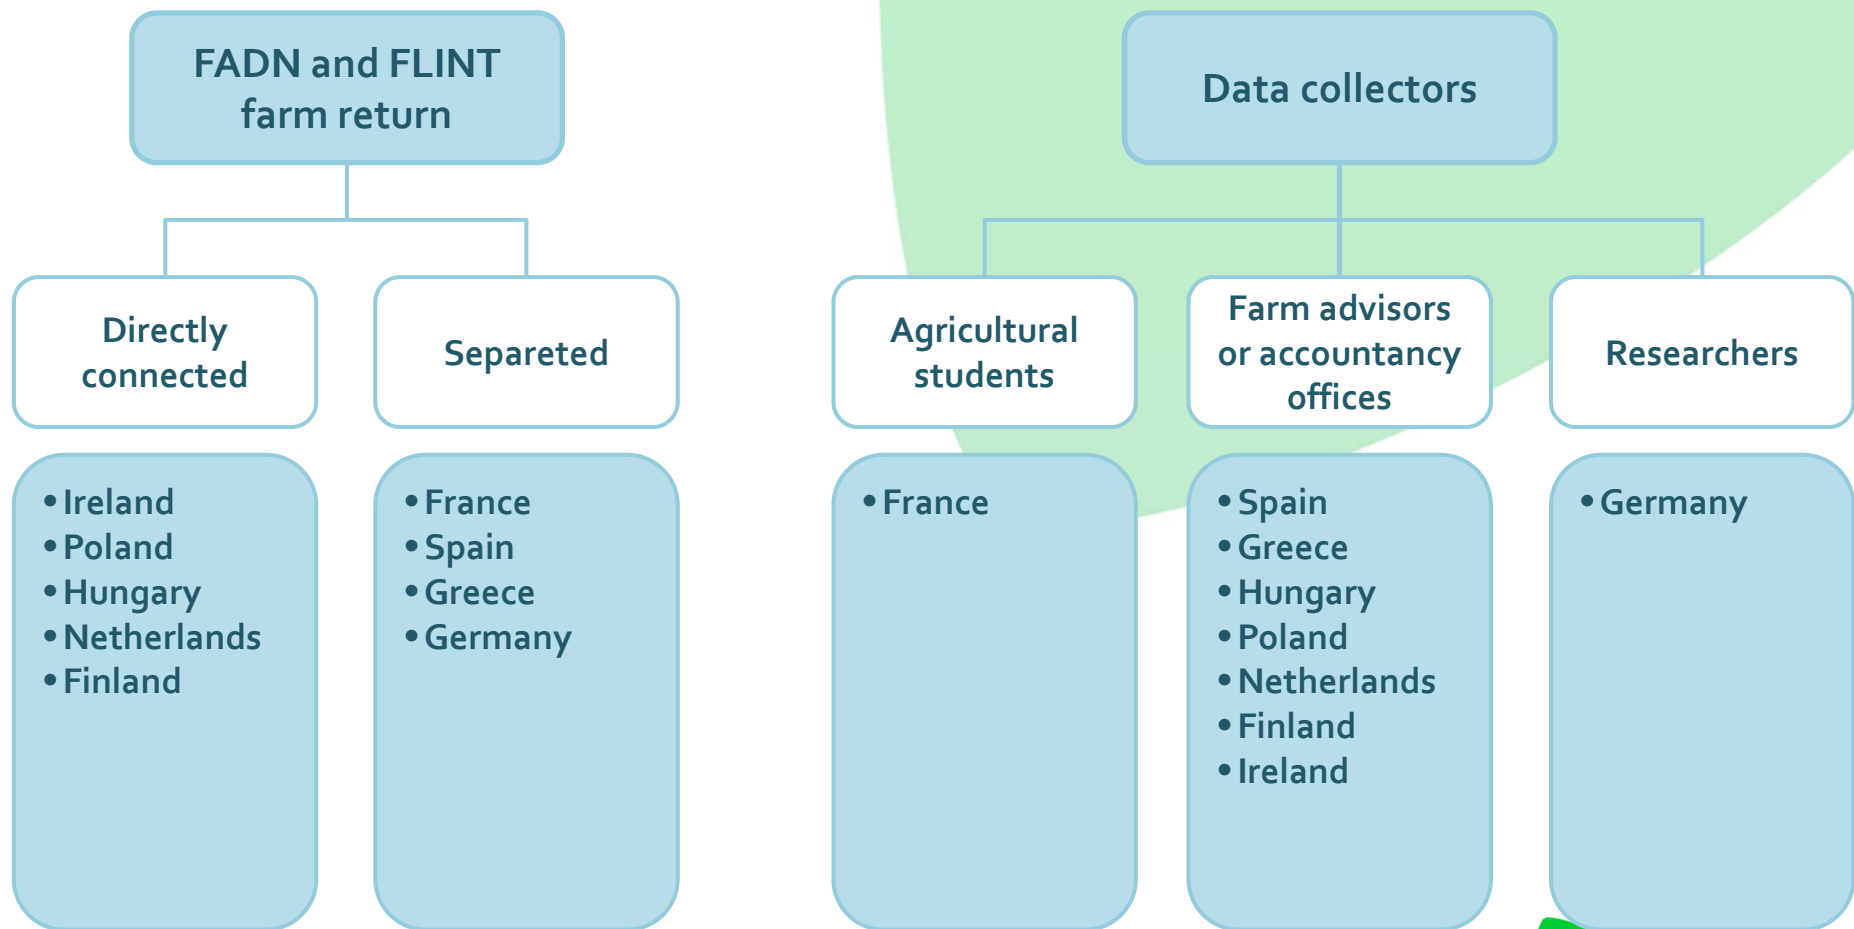 FADN and FLINT
farm return
Directly
connected
Separeted
• Ireland
• Poland
• Hungary
• Netherlands
• Finland
• France
• Spain
• Greece
• Germany
Data collectors
Agricultural
students
Farm advisors
or accountancy
offices
Researchers
• France
• Spain
• Greece
• Hungary
• Poland
• Netherlands
• Finland
• Ireland
• Germany